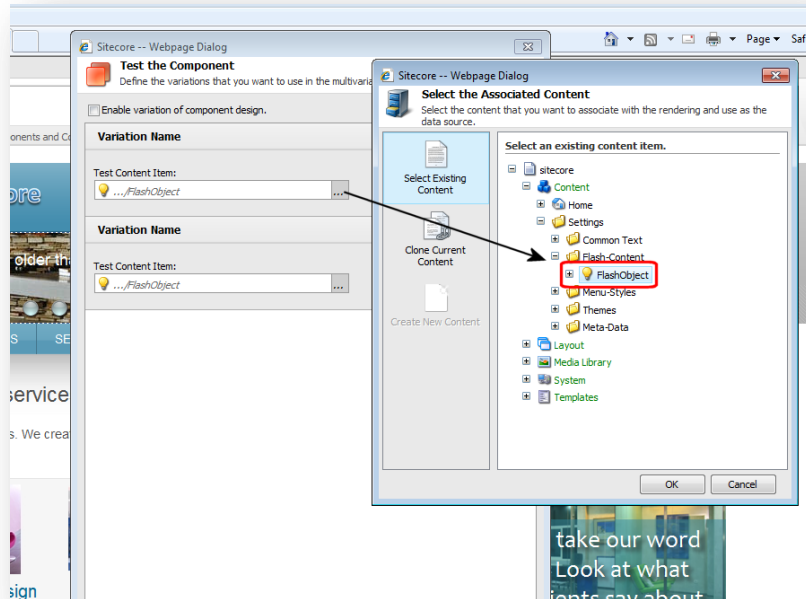 Page
Saf
Sitecore -- Webpage Dialog
Test the Component
Define the variations that you want to use in the multivaria
Enable variation of component design.
Variation Name
Test Content Item:
.../FlashObject
...
Variation Name
Test Content Item:
.../FlashObject
...
Sitecore -- Webpage Dialog
Select the Associated Content
Select the content that you want to associate with the rendering and use as the
data source.
Select Existing
Content
Clone Current
Content
Create New Content
Select an existing content item.
sitecore
Content
Home
Settings
Common Text
Flash-Content
FlashObject
Menu-Styles
Themes
Meta-Data
Layout
Media Library
System
Templates
OK
Cancel
onents and Co
ore
older th
S
SE
service
s. We crea
sign
take our word
Look at what
ients say about